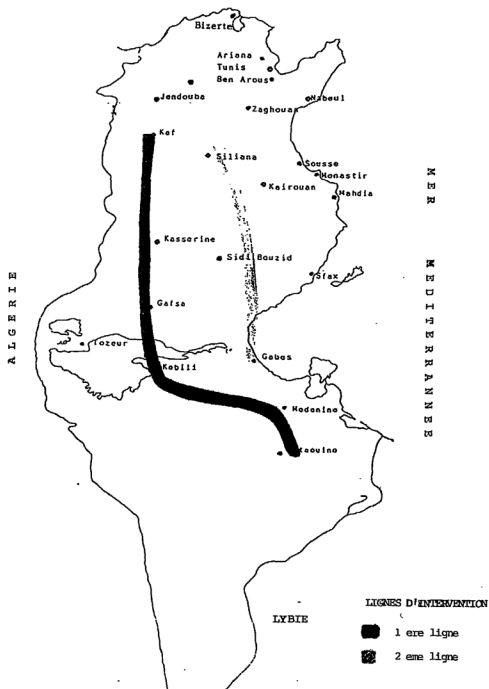 Bizerte
Ariana
Tunis
Ben Arous
Jendouba
Nabeul
Zaghouan
Kef
Siliana
Sousse
Monastir
Kairouan
Mahdia
MER MEDITERRANNEE
Kasserine
Sidi Bouzid
Sfax
ALGERIE
Gafsa
Tozeur
Gabes
Kebili
Medenine
LYBIE
LIGNES D'INTERVENTION
1 ere ligne
2 eme ligne